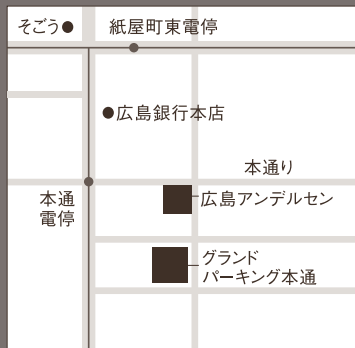 そごう●
紙屋町東電停
●広島銀行本店
本通り
本通
電停
広島アンデルセン
グランド
パーキング本通